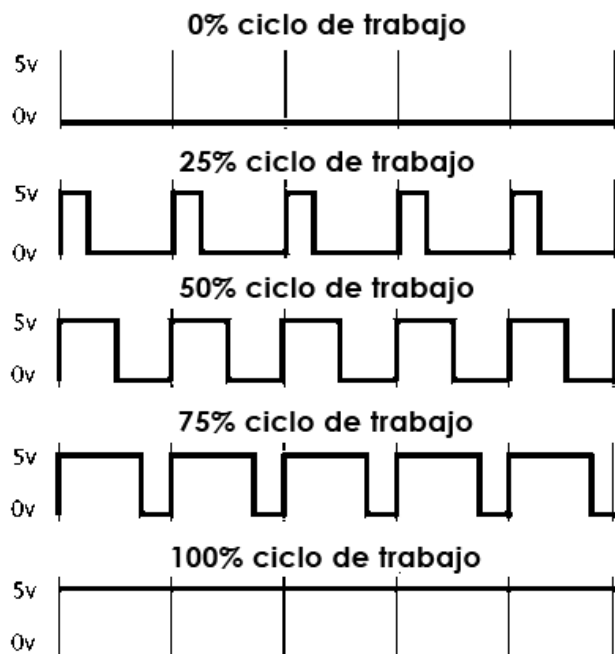 0% ciclo de trabajo
5v
0v
25% ciclo de trabajo
5v
0v
50% ciclo de trabajo
5v
0v
75% ciclo de trabajo
5v
0v
100% ciclo de trabajo
5v
0v